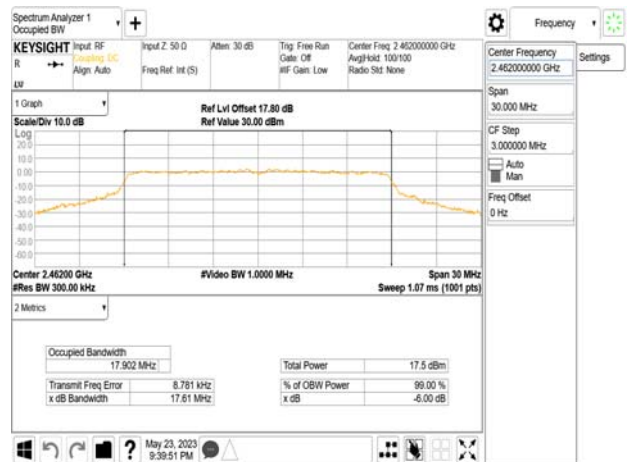 Spectrum Analyzer 1
Occupied BW
Frequency
KEYSIGHT
R
Input: RF
Coupling: DC
Align: Auto
Input Z: 50 Ω
Freq Ref: Int (S)
Atten: 30 dB
Trig: Free Run
Gate: Off
#IF Gain: Low
Center Freq: 2.462000000 GHz
Avg|Hold: 100/100
Radio Std: None
Center Frequency
2.462000000 GHz
Settings
Span
30.000 MHz
CF Step
3.000000 MHz
Auto
Man
Freq Offset
0 Hz
1 Graph
Scale/Div 10.0 dB
Ref Lvl Offset 17.80 dB
Ref Value 30.00 dBm
Log
20.0
10.0
0.00
-10.0
-20.0
-30.0
-40.0
-50.0
-60.0
Center 2.46200 GHz
#Res BW 300.00 kHz
#Video BW 1.0000 MHz
Span 30 MHz
Sweep 1.07 ms (1001 pts)
2 Metrics
Occupied Bandwidth
17.902 MHz
Total Power 17.5 dBm
Transmit Freq Error 8.781 kHz
% of OBW Power 99.00 %
x dB Bandwidth 17.61 MHz
x dB -6.00 dB
May 23, 2023
9:39:51 PM